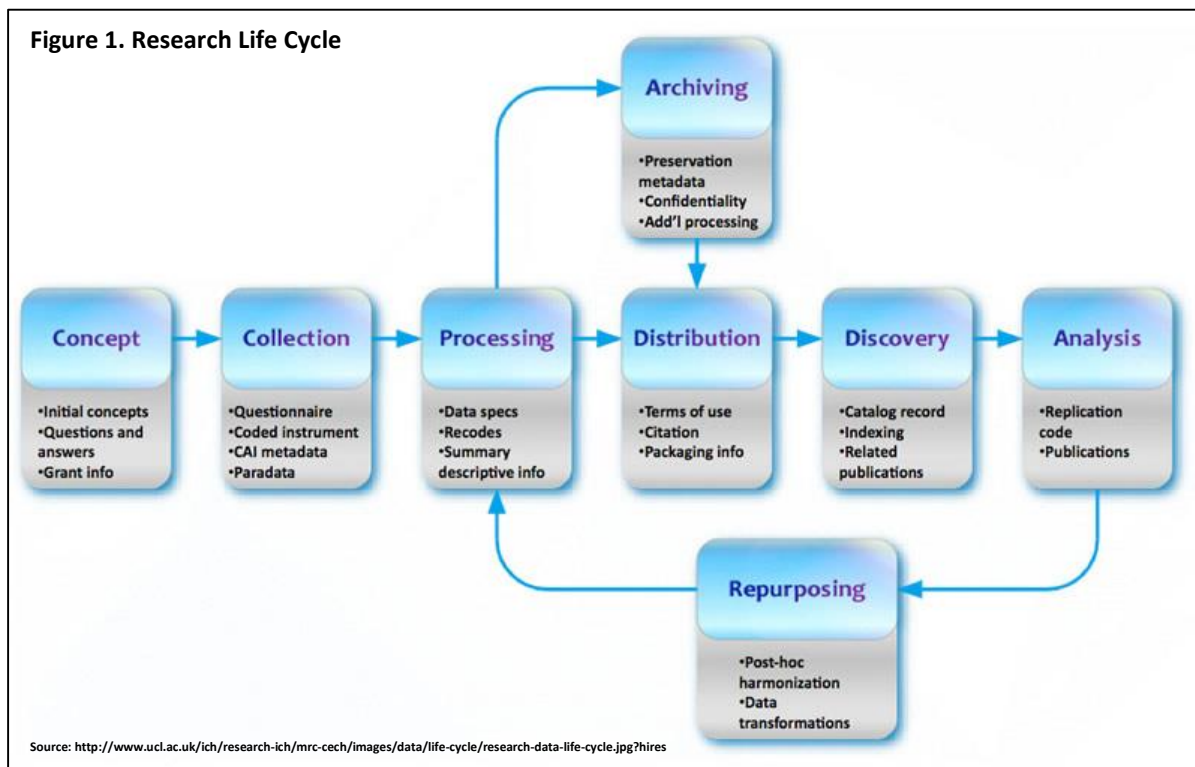 Figure 1. Research Life Cycle
Archiving
•Preservation
metadata
•Confidentiality
•Add'l processing
Concept
•Initial concepts
•Questions and
answers
•Grant info
Collection
•Questionnaire
•Coded instrument
•CAI metadata
•Paradata
Processing
•Data specs
•Recodes
•Summary
descriptive info
Distribution
•Terms of use
•Citation
•Packaging info
Discovery
•Catalog record
•Indexing
•Related
publications
Analysis
•Replication
code
•Publications
Repurposing
•Post-hoc
harmonization
•Data
transformations
Source: http://www.ucl.ac.uk/ich/research-ich/mrc-cech/images/data/life-cycle/research-data-life-cycle.jpg?hires